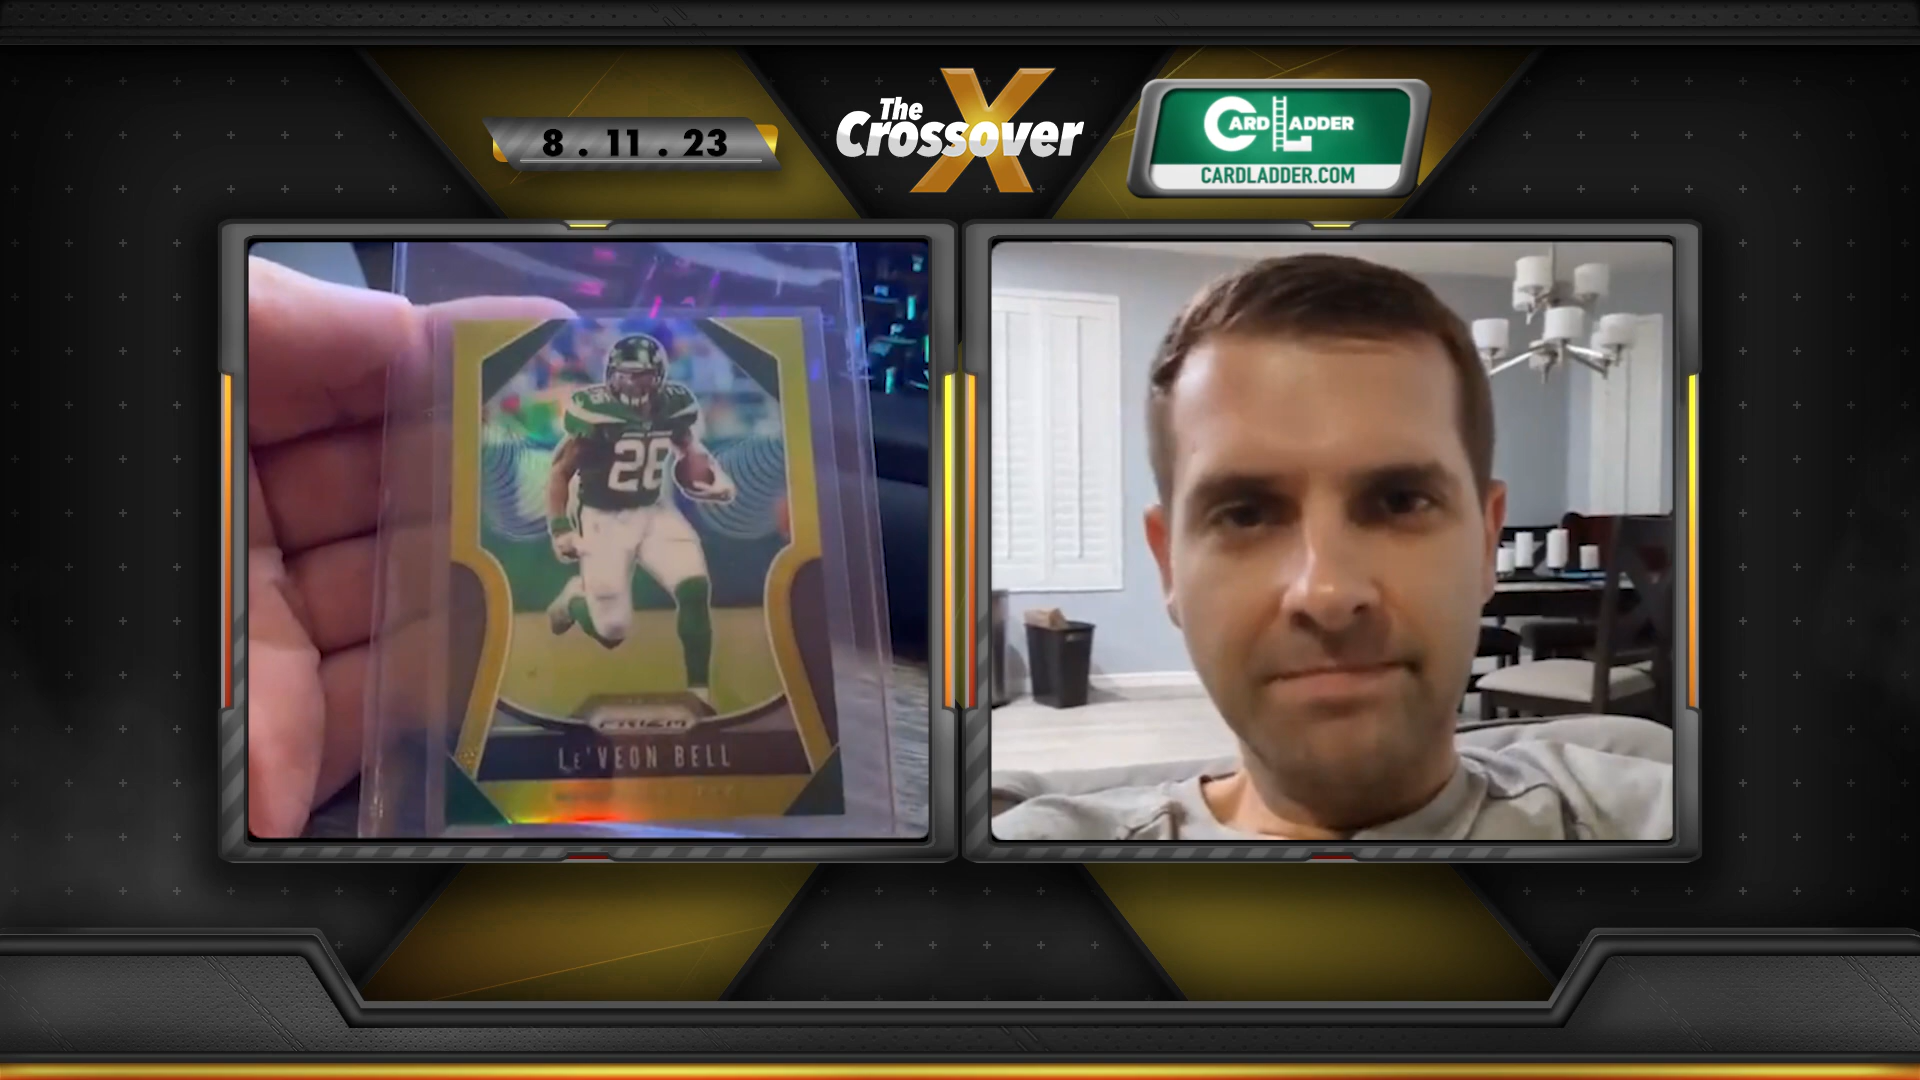 8 . 11 . 23
The
Crossover
X
CARD LADDER
CARDLADDER.COM
28
PRIZM
LE'VEON BELL